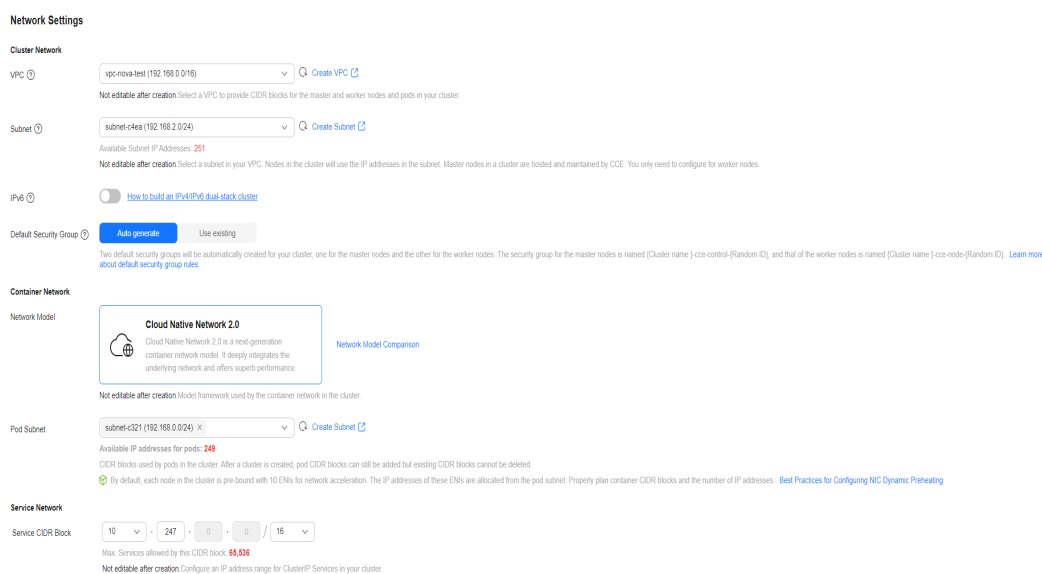 Network Settings
Cluster Network
VPC
vpc-nova-test (192.168.0.0/16)
Create VPC
Not editable after creation.Select a VPC to provide CIDR blocks for the master and worker nodes and pods in your cluster.
Subnet
subnet-c4ea (192.168.2.0/24)
Create Subnet
Available Subnet IP Addresses: 251
Not editable after creation.Select a subnet in your VPC. Nodes in the cluster will use the IP addresses in the subnet. Master nodes in a cluster are hosted and maintained by CCE. You only need to configure for worker nodes.
IPv6
How to build an IPv4/IPv6 dual-stack cluster
Default Security Group
Auto generate
Use existing
Two default security groups will be automatically created for your cluster, one for the master nodes and the other for the worker nodes. The security group for the master nodes is named {Cluster name }-cce-control-{Random ID}, and that of the worker nodes is named {Cluster name }-cce-node-{Random ID}. Learn more
about default security group rules.
Container Network
Network Model
Cloud Native Network 2.0
Cloud Native Network 2.0 is a next-generation
container network model. It deeply integrates the
underlying network and offers superb performance.
Network Model Comparison
Not editable after creation.Model framework used by the container network in the cluster.
Pod Subnet
subnet-c321 (192.168.0.0/24) ×
Create Subnet
Available IP addresses for pods: 249
CIDR blocks used by pods in the cluster. After a cluster is created, pod CIDR blocks can still be added but existing CIDR blocks cannot be deleted.
By default, each node in the cluster is pre-bound with 10 ENIs for network acceleration. The IP addresses of these ENIs are allocated from the pod subnet. Properly plan container CIDR blocks and the number of IP addresses. Best Practices for Configuring NIC Dynamic Preheating
Service Network
Service CIDR Block
10 · 247 · 0 · 0 / 16
Max. Services allowed by this CIDR block: 65,536
Not editable after creation.Configure an IP address range for ClusterIP Services in your cluster.